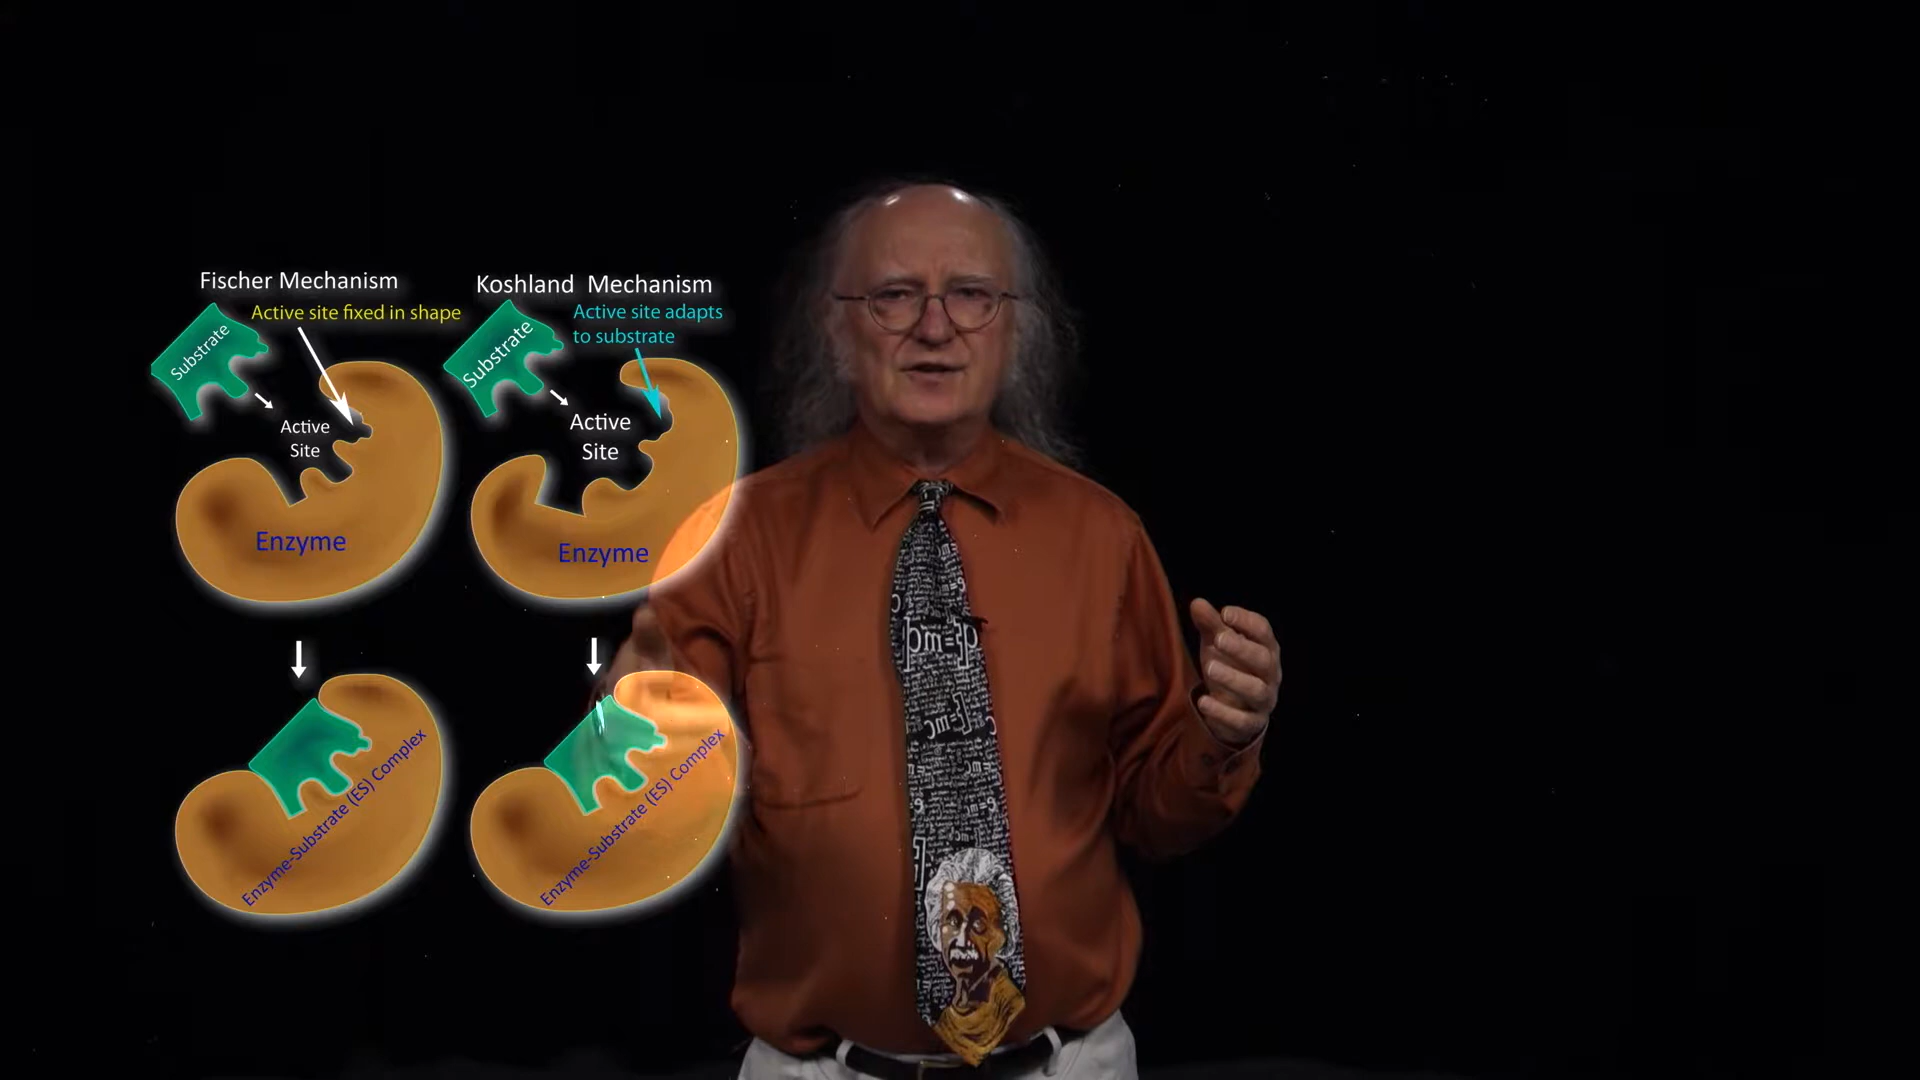 Fischer Mechanism
Active site fixed in shape
Substrate
Active
Site
Enzyme
Enzyme-Substrate (ES) Complex
Koshland Mechanism
Active site adapts
to substrate
Substrate
Active
Site
Enzyme
Enzyme-Substrate (ES) Complex